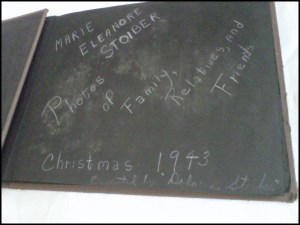 MARIE
ELEANORE
STOIBER
Photos
of Family,
Relatives, and
Friends
Christmas 1943